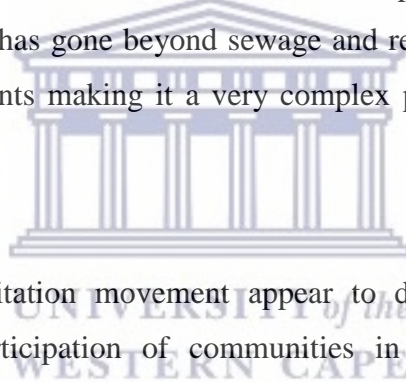 has gone beyond sewage and re
nts making it a very complex p
itation movement appear to d
UNIVERSITY of the
rticipation of communities in
WESTERN CAPE